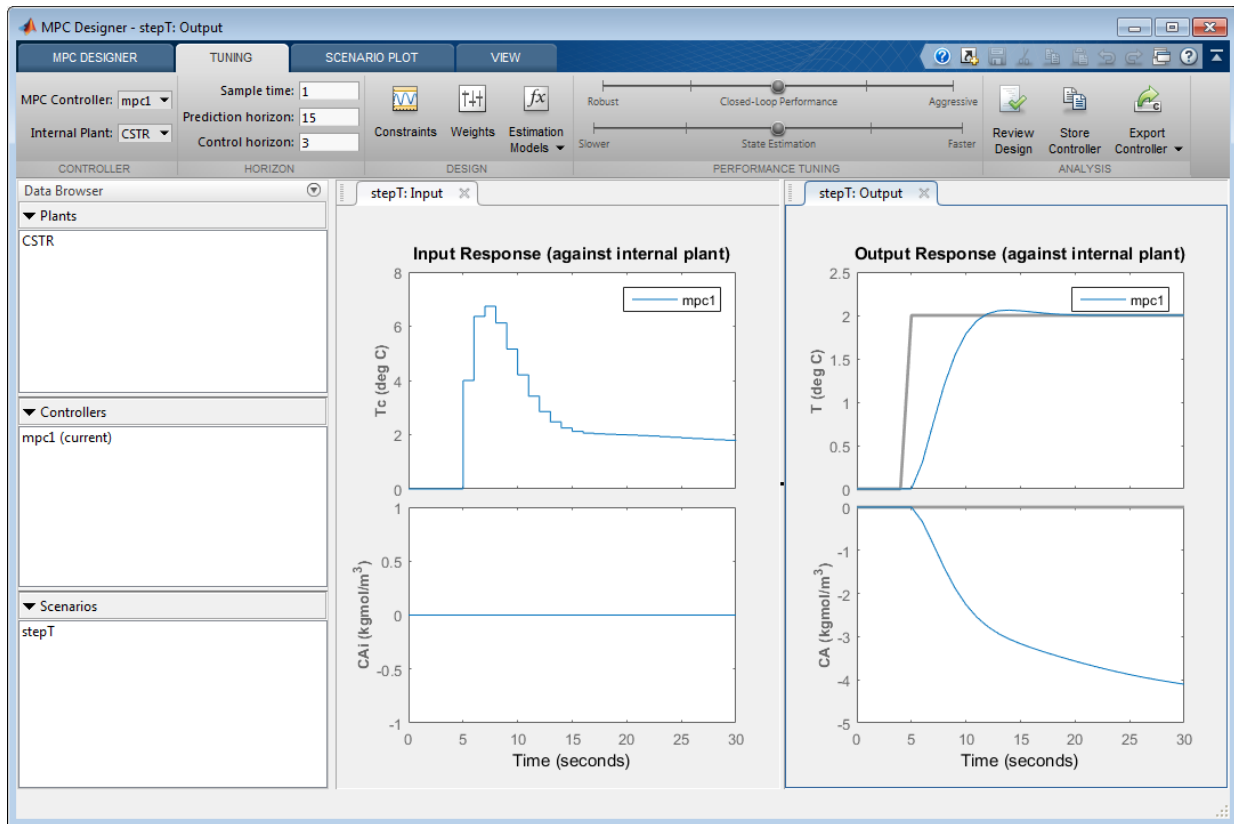 MPC Designer - stepT: Output
MPC DESIGNER TUNING SCENARIO PLOT VIEW
MPC Controller: mpc1
Internal Plant: CSTR
CONTROLLER
Sample time: 1
Prediction horizon: 15
Control horizon: 3
HORIZON
Constraints Weights Estimation Models
fx
DESIGN
Robust Closed-Loop Performance Aggressive
Slower State Estimation Faster
PERFORMANCE TUNING
Review Design
Store Controller
Export Controller
C
ANALYSIS
Data Browser
Plants
CSTR
Controllers
mpc1 (current)
Scenarios
stepT
stepT: Input
Input Response (against internal plant)
mpc1
Tc (deg C)
8
6
4
2
0
CAi (kgmol/m³)
1
0.5
0
-0.5
-1
0 5 10 15 20 25 30
Time (seconds)
stepT: Output
Output Response (against internal plant)
mpc1
T (deg C)
2.5
2
1.5
1
0.5
0
CA (kgmol/m³)
0
-1
-2
-3
-4
-5
0 5 10 15 20 25 30
Time (seconds)